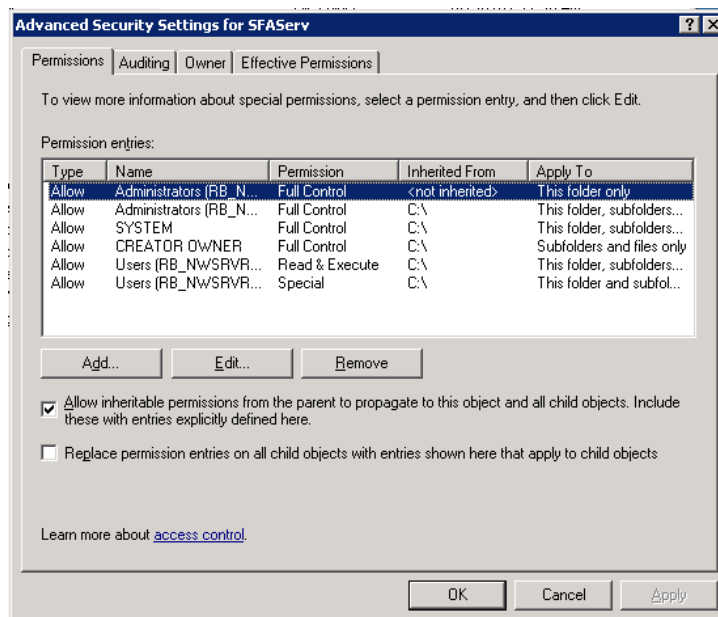 Advanced Security Settings for SFAServ
Permissions Auditing Owner Effective Permissions
To view more information about special permissions, select a permission entry, and then click Edit.
Permission entries:
Type Name Permission Inherited From Apply To
Allow Administrators (RB_N... Full Control <not inherited> This folder only
Allow Administrators (RB_N... Full Control C:\ This folder, subfolders...
Allow SYSTEM Full Control C:\ This folder, subfolders...
Allow CREATOR OWNER Full Control C:\ Subfolders and files only
Allow Users (RB_NWSRVR... Read & Execute C:\ This folder, subfolders...
Allow Users (RB_NWSRVR... Special C:\ This folder and subfol...
Add... Edit... Remove
Allow inheritable permissions from the parent to propagate to this object and all child objects. Include
these with entries explicitly defined here.
Replace permission entries on all child objects with entries shown here that apply to child objects
Learn more about access control.
OK Cancel Apply